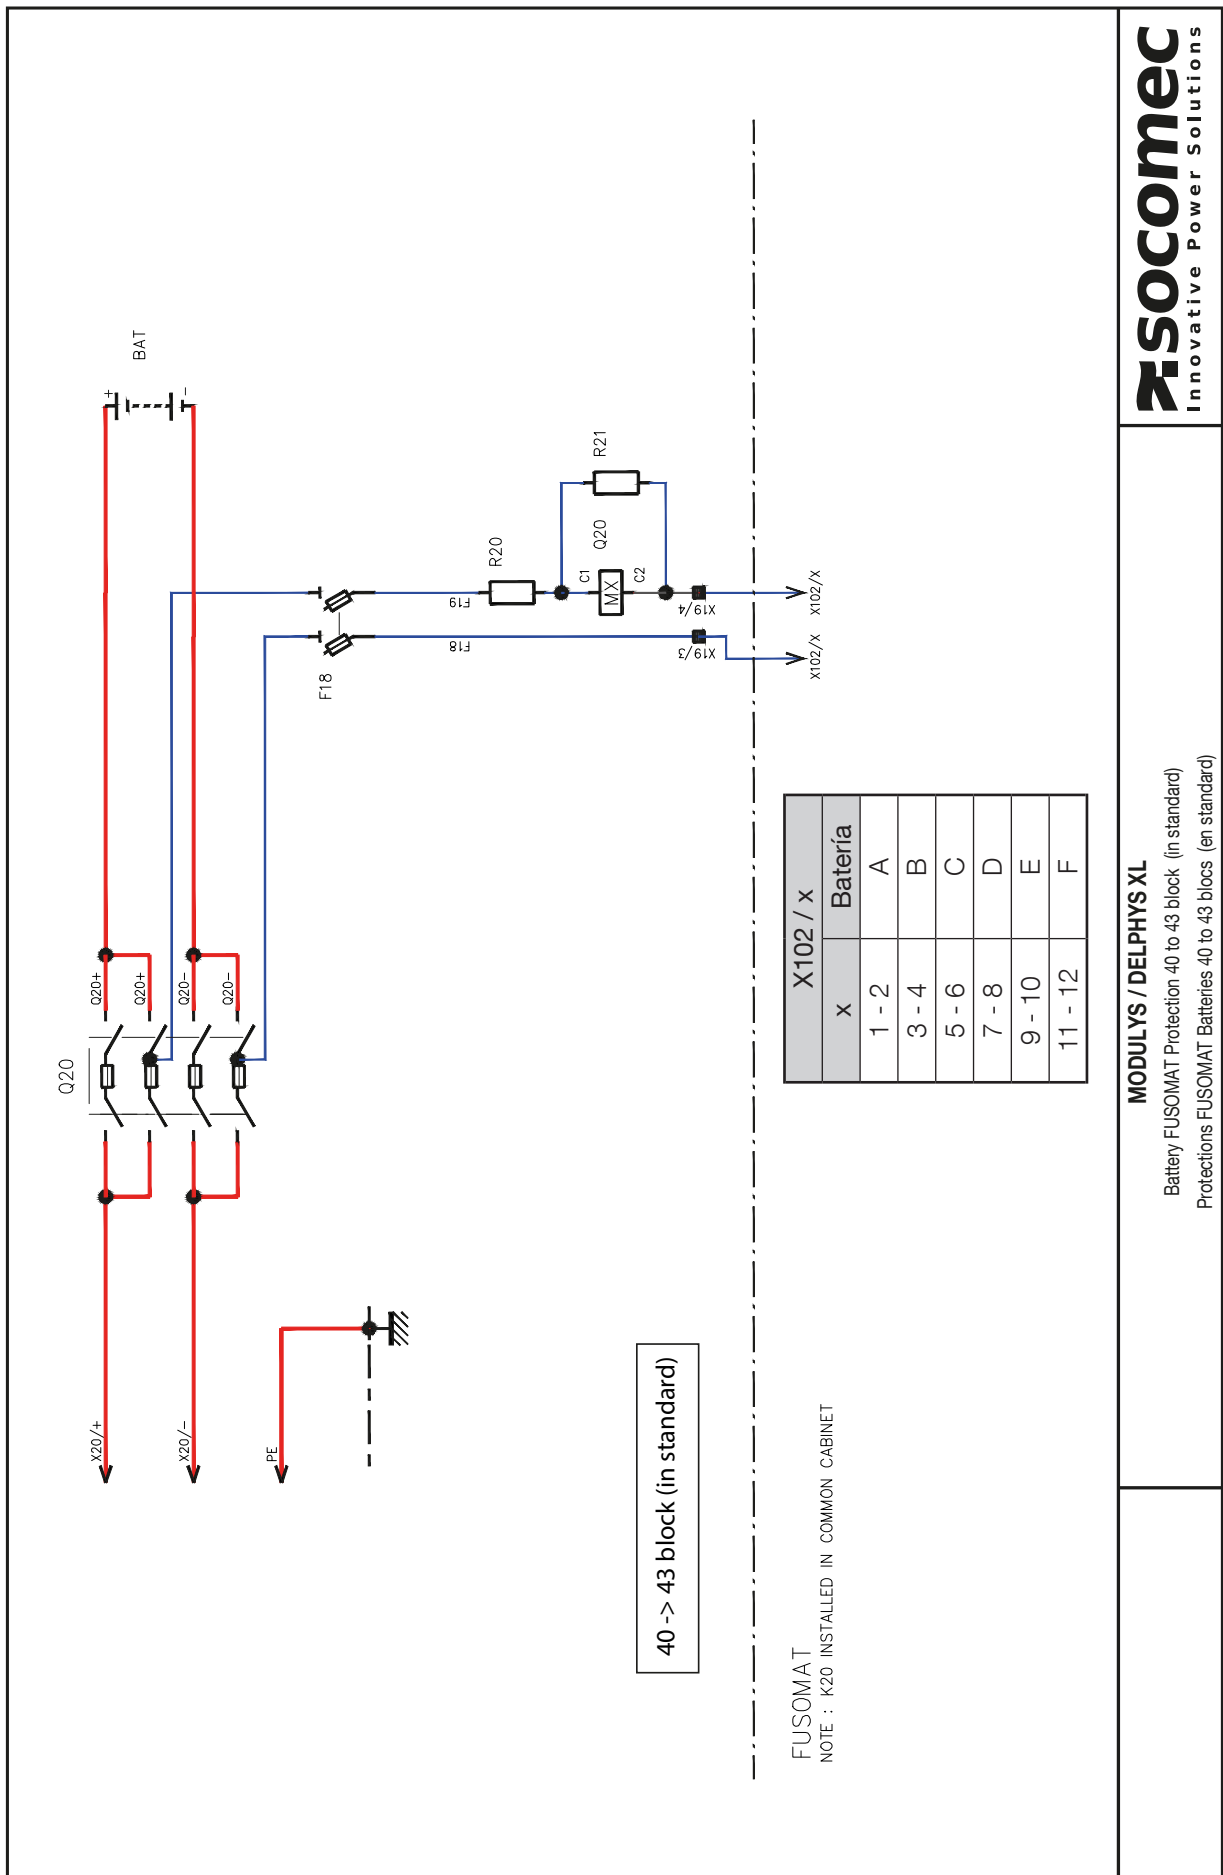 Q20
X20/+
X20/-
PE
Q20+
Q20+
Q20-
Q20-
+
-
BAT
F18
F19
F18
R20
R21
Q20
C1
MX
C2
X19/4
X19/3
X102/X
X102/X
40 -> 43 block (in standard)
FUSOMAT
NOTE : K20 INSTALLED IN COMMON CABINET
X102 / x
x Batería
1 - 2 A
3 - 4 B
5 - 6 C
7 - 8 D
9 - 10 E
11 - 12 F
MODULYS / DELPHYS XL
Battery FUSOMAT Protection 40 to 43 block (in standard)
Protections FUSOMAT Batteries 40 to 43 blocs (en standard)
socomec
Innovative Power Solutions